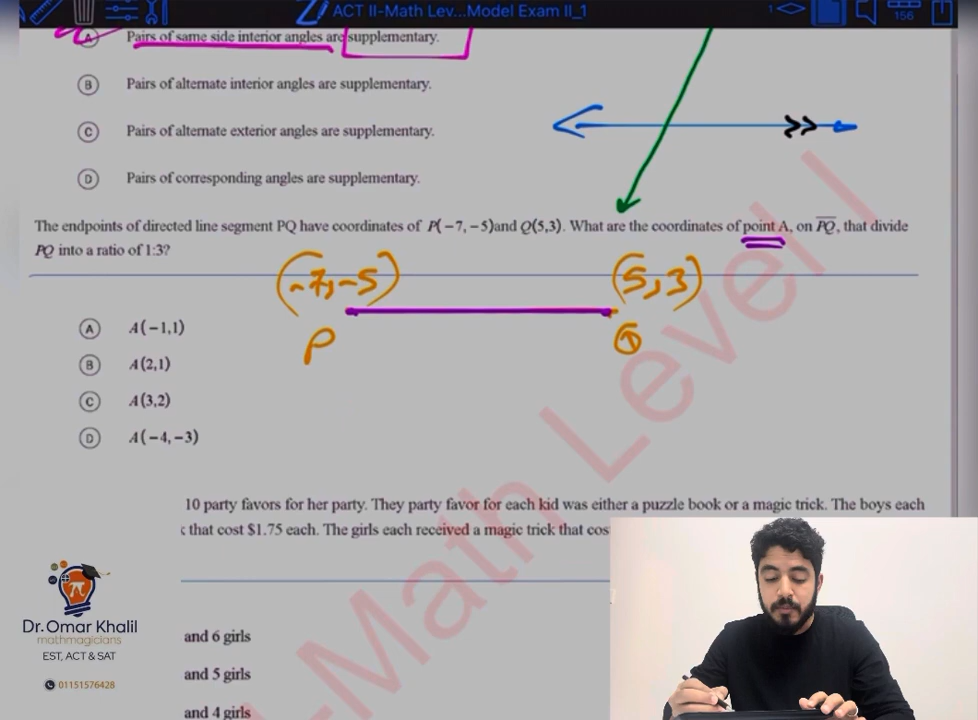 ACT II-Math Lev...Model Exam II_1
1
156
A Pairs of same side interior angles are supplementary.
B Pairs of alternate interior angles are supplementary.
C Pairs of alternate exterior angles are supplementary.
D Pairs of corresponding angles are supplementary.
The endpoints of directed line segment PQ have coordinates of P(−7, −5)and Q(5,3). What are the coordinates of point A, on PQ, that divide
PQ into a ratio of 1:3?
(-7,-5) (5,3)
P Q
A A(−1,1)
B A(2,1)
C A(3,2)
D A(−4,−3)
10 party favors for her party. They party favor for each kid was either a puzzle book or a magic trick. The boys each
that cost $1.75 each. The girls each received a magic trick that cos
and 6 girls
and 5 girls
and 4 girls
-Math Level I
π
Dr.Omar Khalil
mathmagicians
EST, ACT & SAT
01151576428